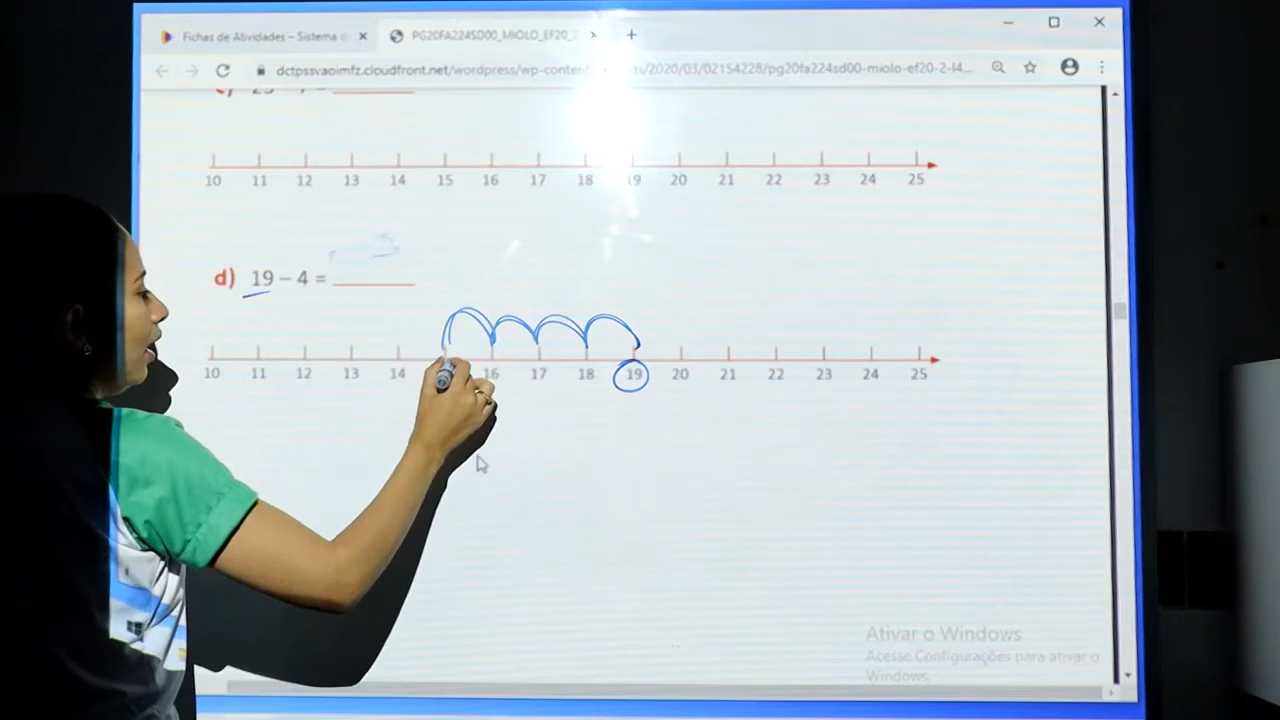 Fichas de Atividades – Sistema d
PG20FA224SD00_MIOLO_EF20_2
dctpssvaoimfz.cloudfront.net/wordpress/wp-conten
s/2020/03/02154228/pg20fa224sd00-miolo-ef20-2-l4...
10 11 12 13 14 15 16 17 18 19 20 21 22 23 24 25
d) 19 – 4 = ______
10 11 12 13 14 16 17 18 19 20 21 22 23 24 25
Ativar o Windows
Acesse Configurações para ativar o
Windows.